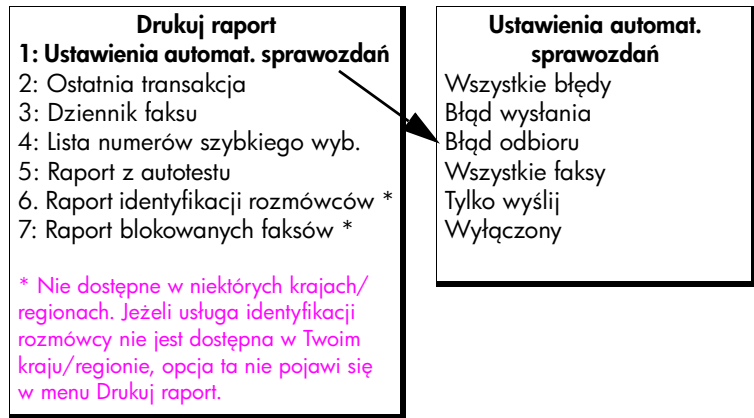 Drukuj raport
1: Ustawienia automat. sprawozdań
2: Ostatnia transakcja
3: Dziennik faksu
4: Lista numerów szybkiego wyb.
5: Raport z autotestu
6. Raport identyfikacji rozmówców *
7: Raport blokowanych faksów *
* Nie dostępne w niektórych krajach/
regionach. Jeżeli usługa identyfikacji
rozmówcy nie jest dostępna w Twoim
kraju/regionie, opcja ta nie pojawi się
w menu Drukuj raport.
Ustawienia automat.
sprawozdań
Wszystkie błędy
Błąd wysłania
Błąd odbioru
Wszystkie faksy
Tylko wyślij
Wyłączony